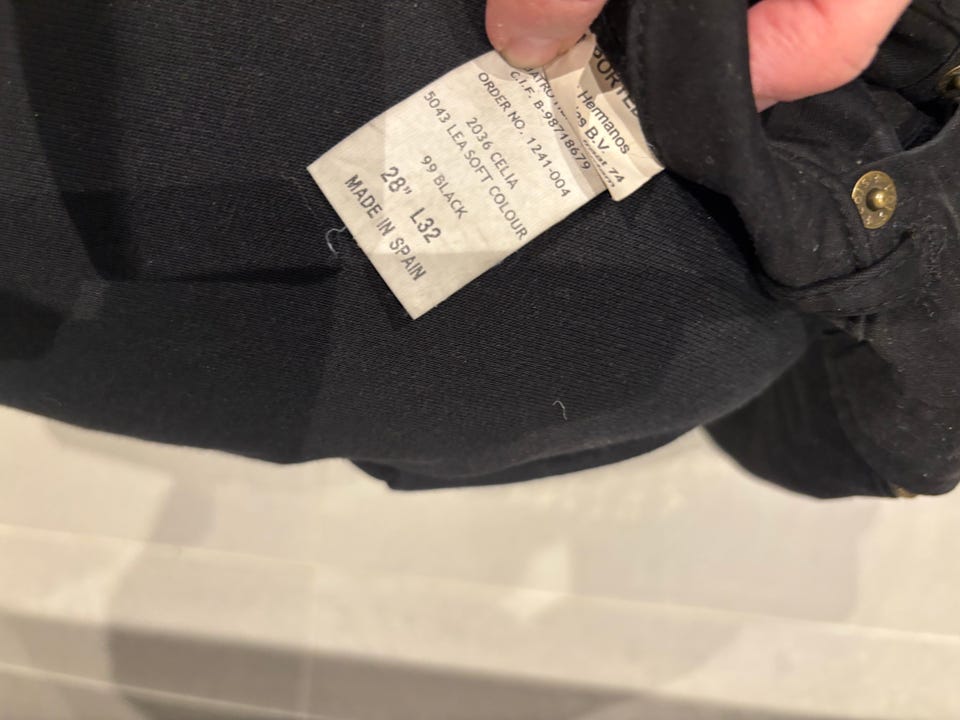 C.I.F. B-98718679
ORDER NO. 1241-004
2036 CELIA
5043 LEA SOFT COLOUR
99 BLACK
28" L32
MADE IN SPAIN
Hermanos
B.V.
74